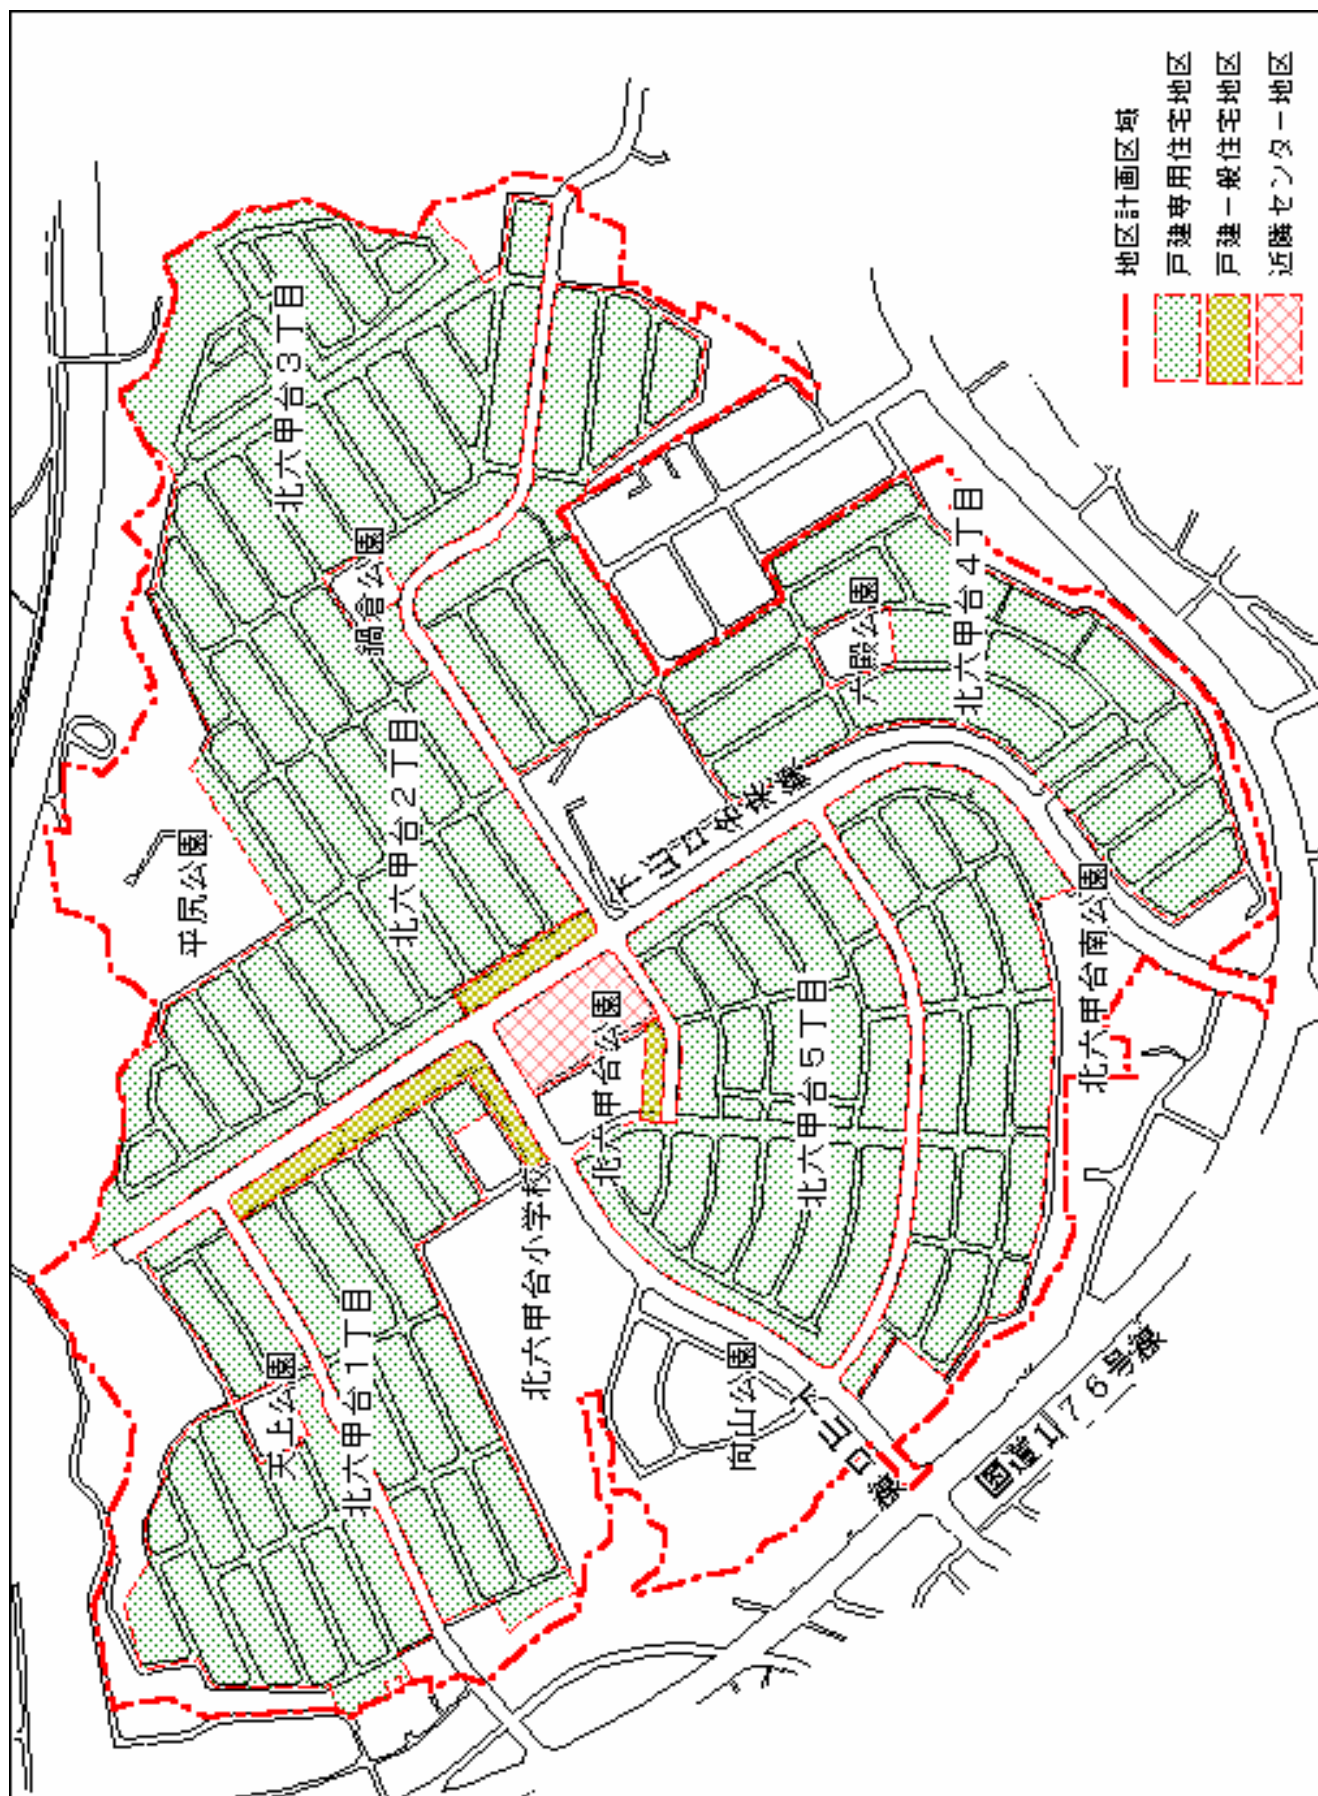 地区計画区域
戸建専用住宅地区
戸建一般住宅地区
近隣センター地区
北六甲台3丁目
鍋倉公園
北六甲台2丁目
平尻公園
六殿公園
北六甲台4丁目
下山口中央線
北六甲台南公園
北六甲台公園
北六甲台5丁目
北六甲台小学校
北六甲台1丁目
天上公園
向山公園
下山口線
国道176号線